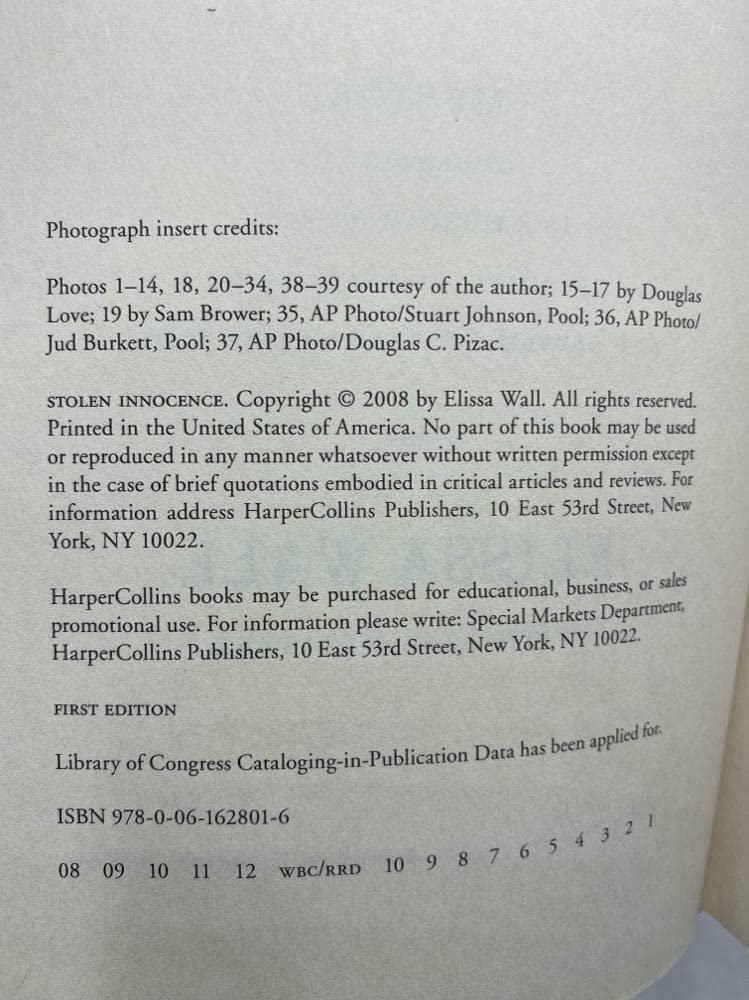 Photograph insert credits:
Photos 1–14, 18, 20–34, 38–39 courtesy of the author; 15–17 by Douglas
Love; 19 by Sam Brower; 35, AP Photo/Stuart Johnson, Pool; 36, AP Photo/
Jud Burkett, Pool; 37, AP Photo/Douglas C. Pizac.
STOLEN INNOCENCE. Copyright © 2008 by Elissa Wall. All rights reserved.
Printed in the United States of America. No part of this book may be used
or reproduced in any manner whatsoever without written permission except
in the case of brief quotations embodied in critical articles and reviews. For
information address HarperCollins Publishers, 10 East 53rd Street, New
York, NY 10022.
HarperCollins books may be purchased for educational, business, or sales
promotional use. For information please write: Special Markets Department,
HarperCollins Publishers, 10 East 53rd Street, New York, NY 10022.
FIRST EDITION
Library of Congress Cataloging-in-Publication Data has been applied for.
ISBN 978-0-06-162801-6
08 09 10 11 12 WBC/RRD 10 9 8 7 6 5 4 3 2 1